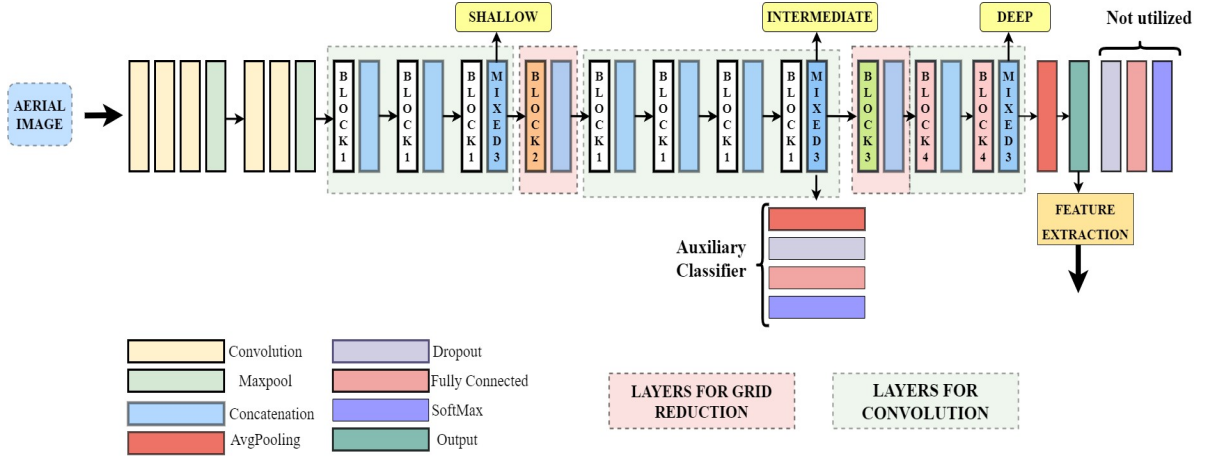 SHALLOW
INTERMEDIATE
DEEP
Not utilized
AERIAL
IMAGE
BLOCK1
BLOCK1
BLOCK1
MIXED3
BLOCK2
BLOCK1
BLOCK1
BLOCK1
BLOCK1
MIXED3
BLOCK3
BLOCK4
BLOCK4
MIXED3
FEATURE
EXTRACTION
Auxiliary
Classifier
Convolution
Maxpool
Concatenation
AvgPooling
Dropout
Fully Connected
SoftMax
Output
LAYERS FOR GRID
REDUCTION
LAYERS FOR
CONVOLUTION